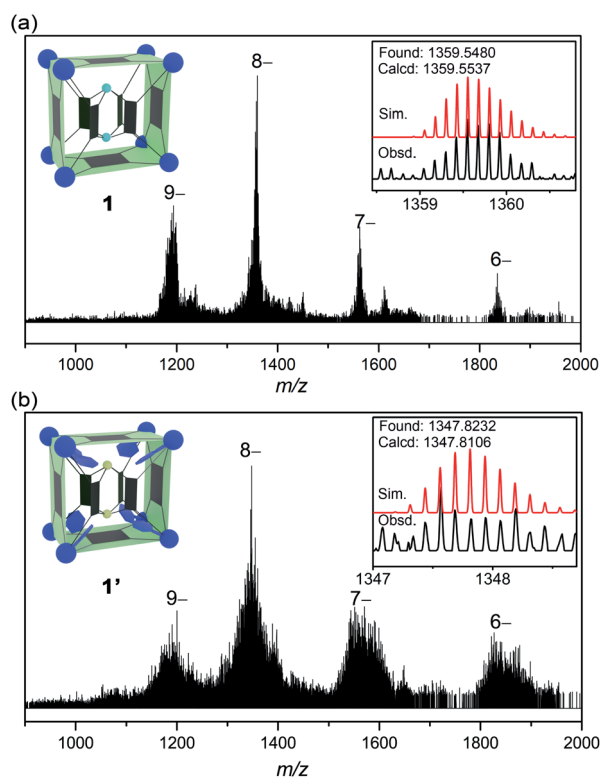 (a)
8–
9–
7–
6–
1
Found: 1359.5480
Calcd: 1359.5537
Sim.
Obsd.
1359 1360
1000 1200 1400 1600 1800 2000
m/z
(b)
8–
9–
7–
6–
1’
Found: 1347.8232
Calcd: 1347.8106
Sim.
Obsd.
1347 1348
1000 1200 1400 1600 1800 2000
m/z